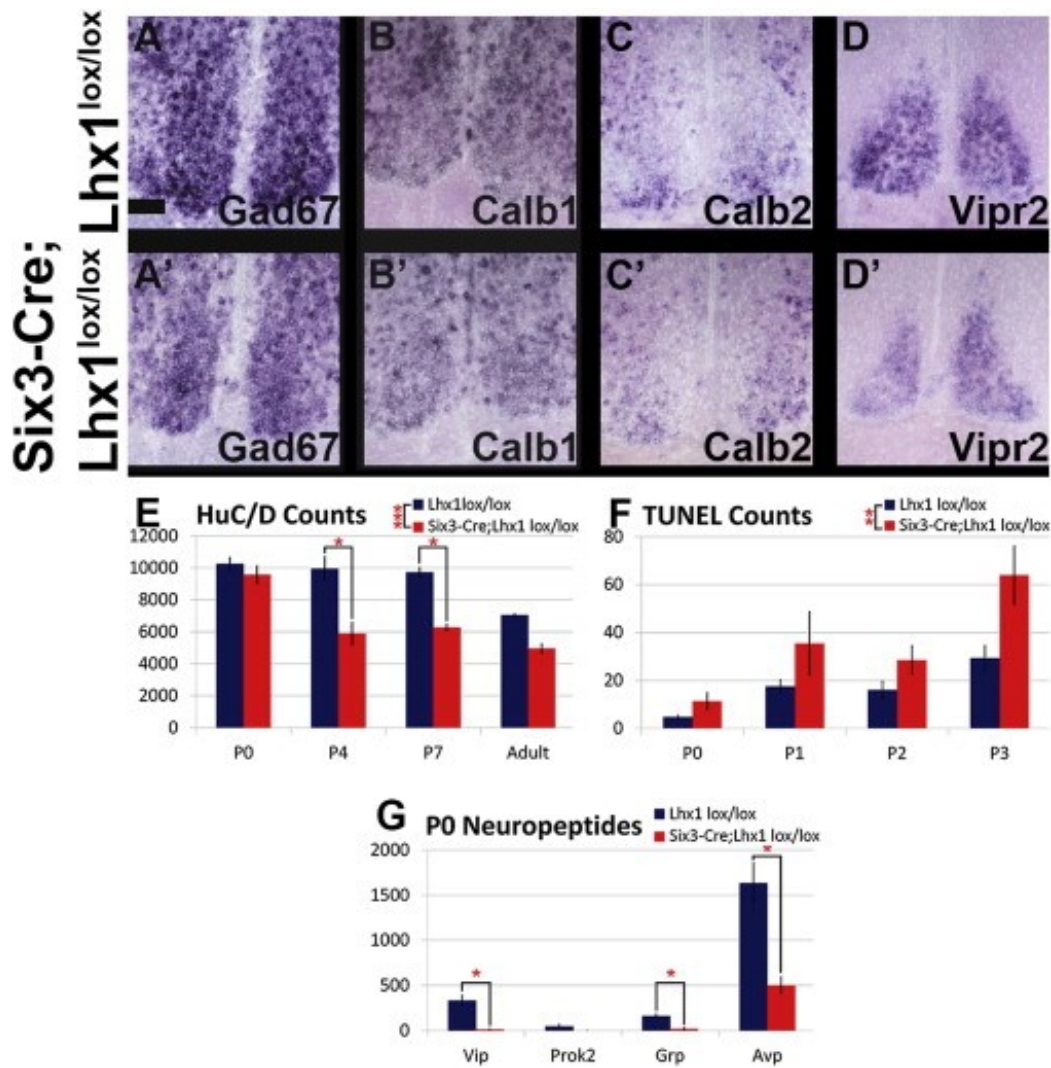 Six3-Cre;
Lhx1lox/lox
Lhx1lox/lox
A
Gad67
B
Calb1
C
Calb2
D
Vipr2
A'
Gad67
B'
Calb1
C'
Calb2
D'
Vipr2
E HuC/D Counts
*** Lhx1lox/lox
Six3-Cre;Lhx1 lox/lox
12000
10000
8000
6000
4000
2000
0
* *
P0 P4 P7 Adult
F TUNEL Counts
** Lhx1 lox/lox
Six3-Cre;Lhx1 lox/lox
80
60
40
20
0
P0 P1 P2 P3
G P0 Neuropeptides
Lhx1 lox/lox
Six3-Cre;Lhx1 lox/lox
2000
1500
1000
500
0
* * *
Vip Prok2 Grp Avp